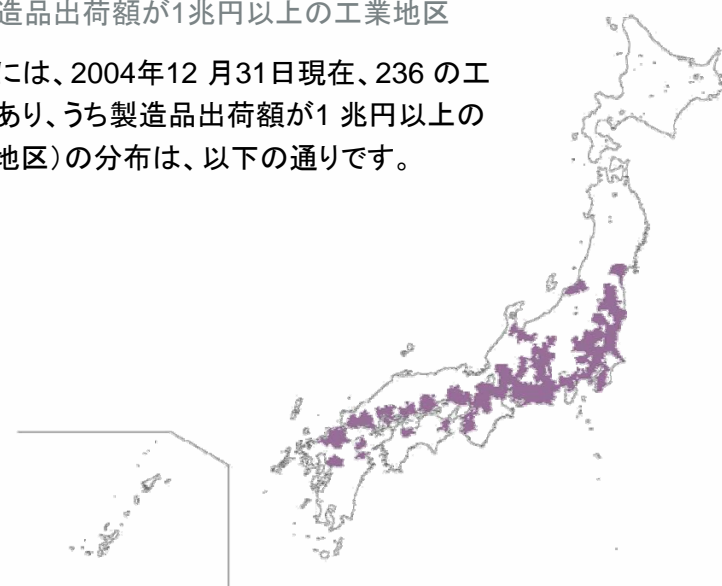 造品出荷額が1兆円以上の工業地区
には、2004年12 月31日現在、236 の工
あり、うち製造品出荷額が1 兆円以上の
地区）の分布は、以下の通りです。